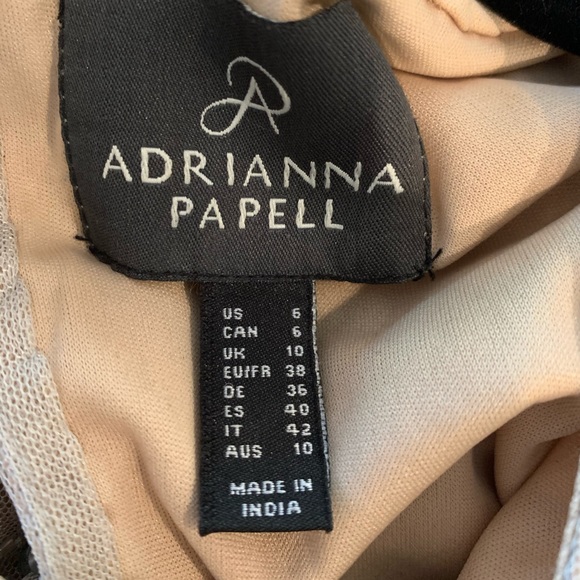 ADRIANNA
PAPELL
US 6
CAN 6
UK 10
EU/FR 38
DE 36
ES 40
IT 42
AUS 10
MADE IN
INDIA